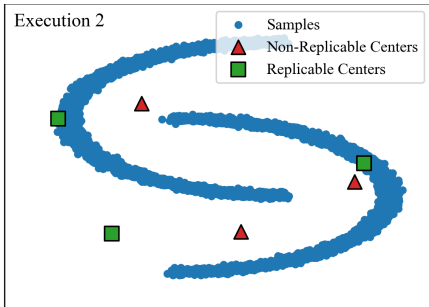 Execution 2
Samples
Non-Replicable Centers
Replicable Centers